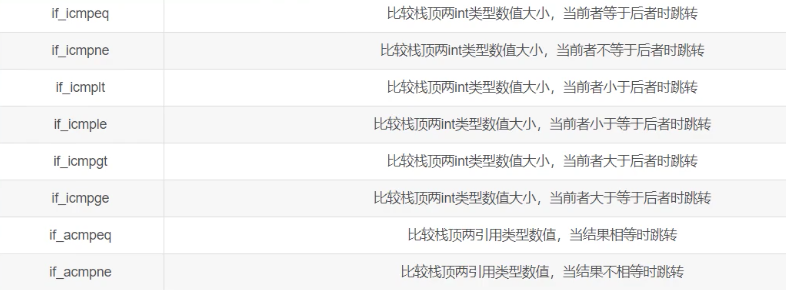 if_icmpeq 比较栈顶两int类型数值大小，当前者等于后者时跳转
if_icmpne 比较栈顶两int类型数值大小，当前者不等于后者时跳转
if_icmplt 比较栈顶两int类型数值大小，当前者小于后者时跳转
if_icmple 比较栈顶两int类型数值大小，当前者小于等于后者时跳转
if_icmpgt 比较栈顶两int类型数值大小，当前者大于后者时跳转
if_icmpge 比较栈顶两int类型数值大小，当前者大于等于后者时跳转
if_acmpeq 比较栈顶两引用类型数值，当结果相等时跳转
if_acmpne 比较栈顶两引用类型数值，当结果不相等时跳转